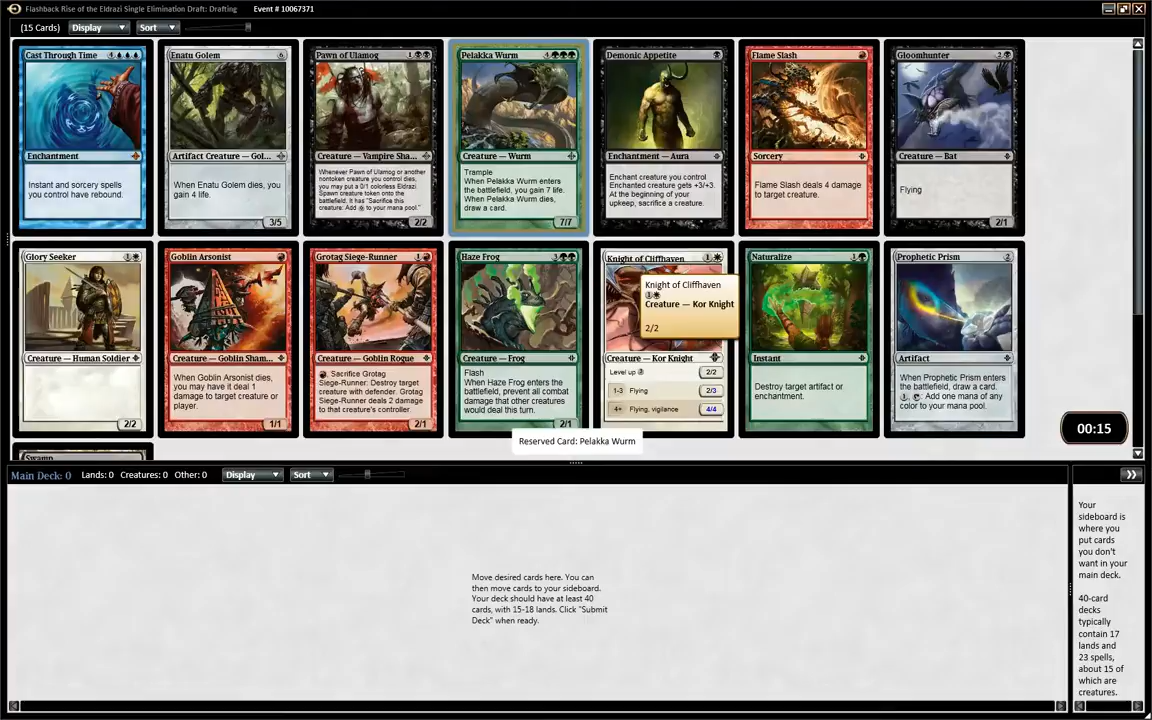 Flashback Rise of the Eldrazi Single Elimination Draft: Drafting Event # 10067371
(15 Cards) Display Sort
Cast Through Time 4
Enchantment
Instant and sorcery spells
you control have rebound.
Enatu Golem 6
Artifact Creature — Gol...
When Enatu Golem dies, you
gain 4 life.
3/5
Pawn of Ulamog 1
Creature — Vampire Sha...
Whenever Pawn of Ulamog or another
nontoken creature you control dies,
you may put a 0/1 colorless Eldrazi
Spawn creature token onto the
battlefield. It has "Sacrifice this
creature: Add to your mana pool."
2/2
Pelakka Wurm 4
Creature — Wurm
Trample
When Pelakka Wurm enters
the battlefield, you gain 7 life.
When Pelakka Wurm dies,
draw a card.
7/7
Demonic Appetite
Enchantment — Aura
Enchant creature you control
Enchanted creature gets +3/+3.
At the beginning of your
upkeep, sacrifice a creature.
Flame Slash
Sorcery
Flame Slash deals 4 damage
to target creature.
Gloomhunter 2
Creature — Bat
Flying
2/1
Glory Seeker 1
Creature — Human Soldier
2/2
Goblin Arsonist
Creature — Goblin Sham...
When Goblin Arsonist dies,
you may have it deal 1
damage to target creature or
player.
1/1
Grotag Siege-Runner 1
Creature — Goblin Rogue
, Sacrifice Grotag
Siege-Runner: Destroy target
creature with defender. Grotag
Siege-Runner deals 2 damage
to that creature's controller.
2/1
Haze Frog 3
Creature — Frog
Flash
When Haze Frog enters the
battlefield, prevent all combat
damage that other creatures
would deal this turn.
2/1
Knight of Cliffhaven 1
Knight of Cliffhaven
1
Creature — Kor Knight
2/2
Creature — Kor Knight
Level up 3 2/2
1-3 Flying 2/3
4+ Flying, vigilance 4/4
Naturalize 1
Instant
Destroy target artifact or
enchantment.
Prophetic Prism 2
Artifact
When Prophetic Prism enters
the battlefield, draw a card.
1, : Add one mana of any
color to your mana pool.
00:15
Reserved Card: Pelakka Wurm
Swamp
Main Deck: 0 Lands: 0 Creatures: 0 Other: 0 Display Sort
Move desired cards here. You can
then move cards to your sideboard.
Your deck should have at least 40
cards, with 15-18 lands. Click "Submit
Deck" when ready.
Your
sideboard is
where you
put cards
you don't
want in your
main deck.
40-card
decks
typically
contain 17
lands and
23 spells,
about 15 of
which are
creatures.